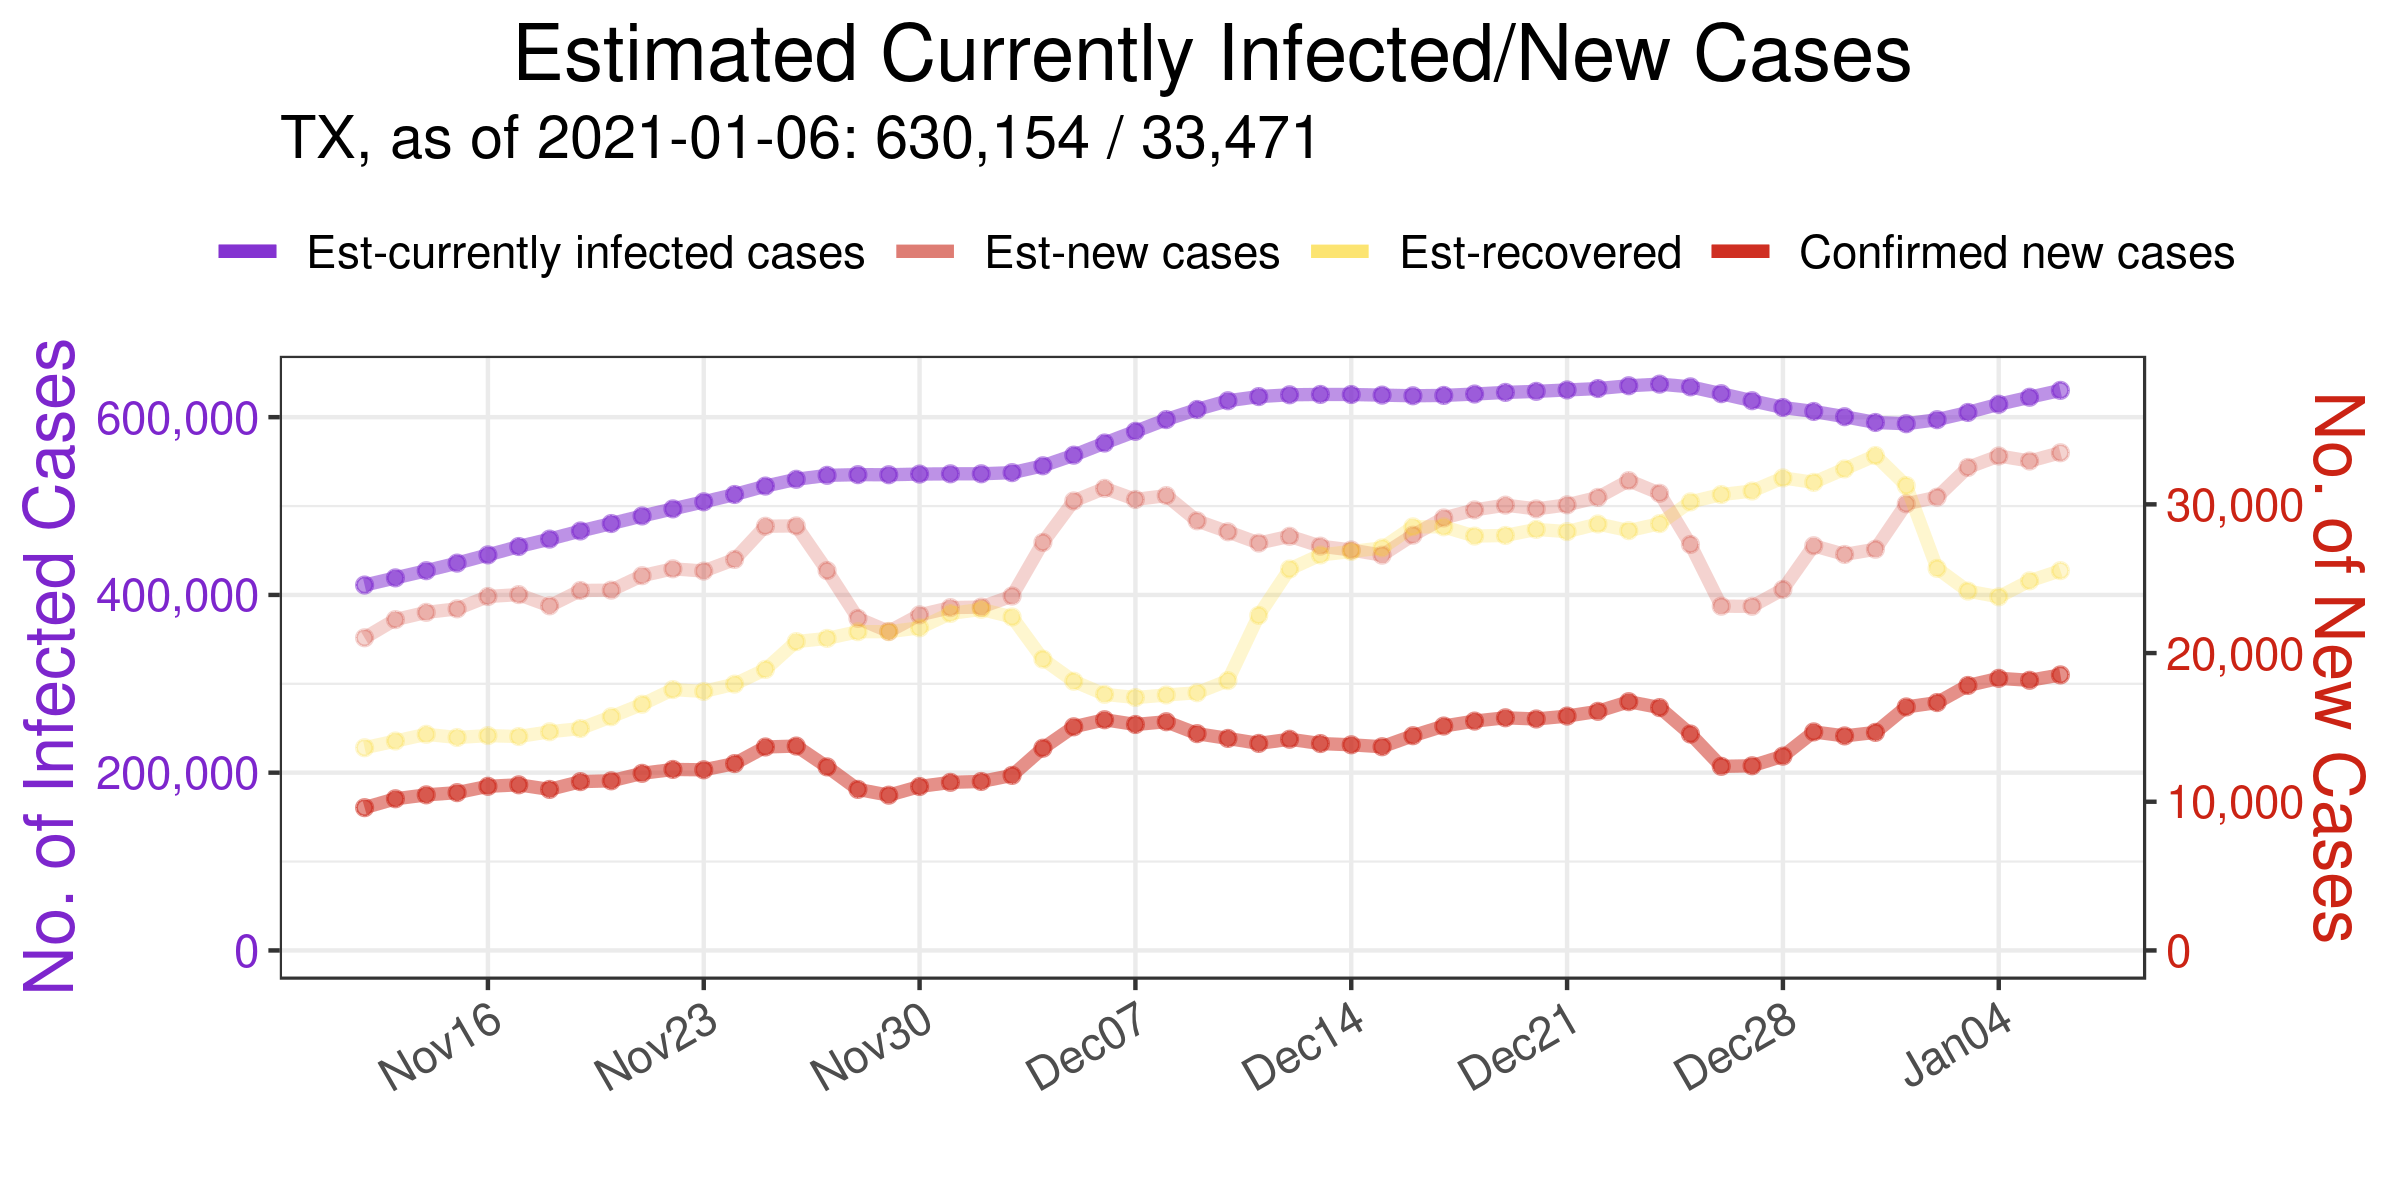 Estimated Currently Infected/New Cases
TX, as of 2021-01-06: 630,154 / 33,471
Est-currently infected cases Est-new cases Est-recovered Confirmed new cases
No. of Infected Cases
600,000
400,000
200,000
0
30,000
20,000
10,000
0
No. of New Cases
Nov16 Nov23 Nov30 Dec07 Dec14 Dec21 Dec28 Jan04